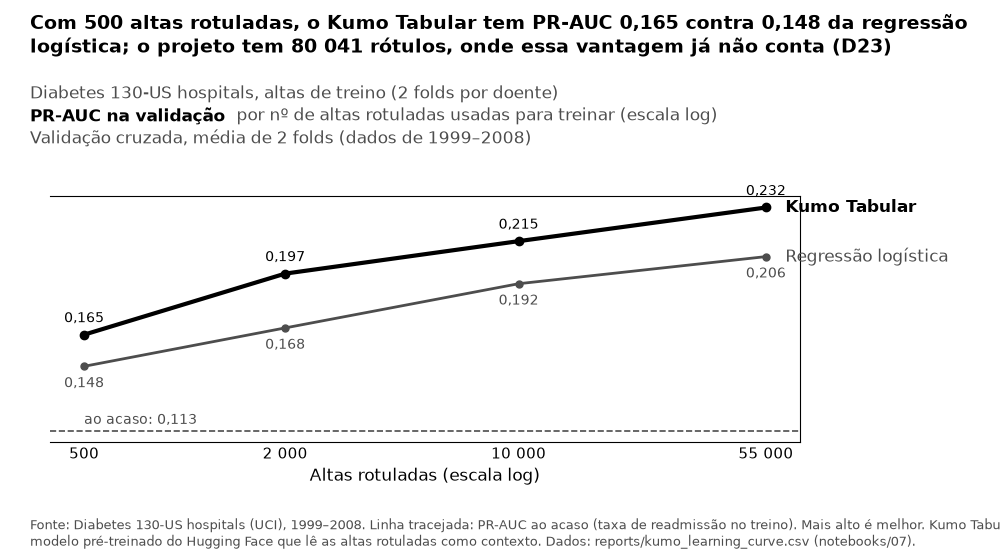 Com 500 altas rotuladas, o Kumo Tabular tem PR-AUC 0,165 contra 0,148 da regressão
logística; o projeto tem 80 041 rótulos, onde essa vantagem já não conta (D23)
Diabetes 130-US hospitals, altas de treino (2 folds por doente)
PR-AUC na validação por nº de altas rotuladas usadas para treinar (escala log)
Validação cruzada, média de 2 folds (dados de 1999–2008)
0,232
Kumo Tabular
0,215
0,197
0,165
Regressão logística
0,206
0,192
0,168
0,148
ao acaso: 0,113
500
2 000
10 000
55 000
Altas rotuladas (escala log)
Fonte: Diabetes 130-US hospitals (UCI), 1999–2008. Linha tracejada: PR-AUC ao acaso (taxa de readmissão no treino). Mais alto é melhor. Kumo Tabu
modelo pré-treinado do Hugging Face que lê as altas rotuladas como contexto. Dados: reports/kumo_learning_curve.csv (notebooks/07).